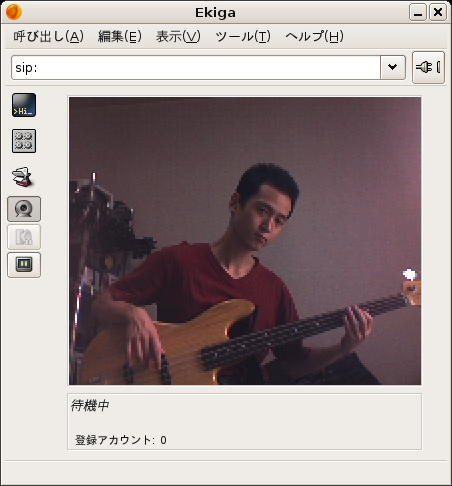 Ekiga
呼び出し(A) 編集(E) 表示(V) ツール(T) ヘルプ(H)
sip:
>Hi_
待機中
登録アカウント: 0